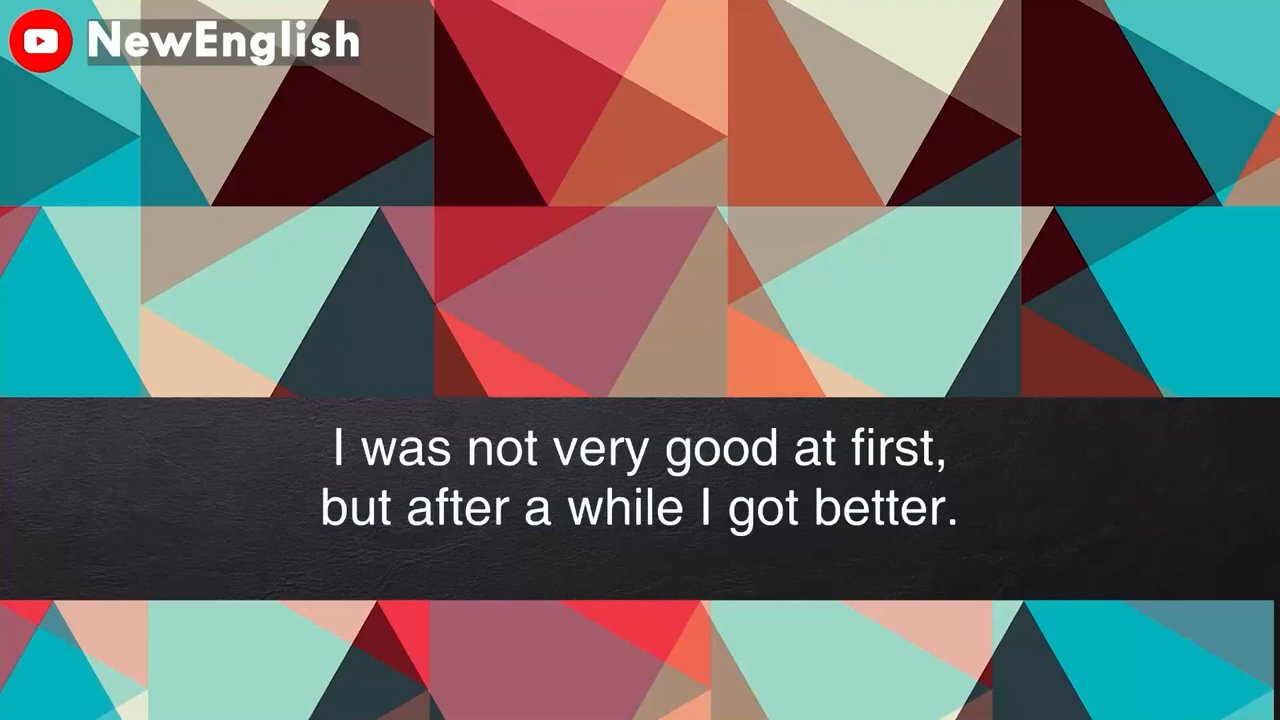 NewEnglish
I was not very good at first,
but after a while I got better.